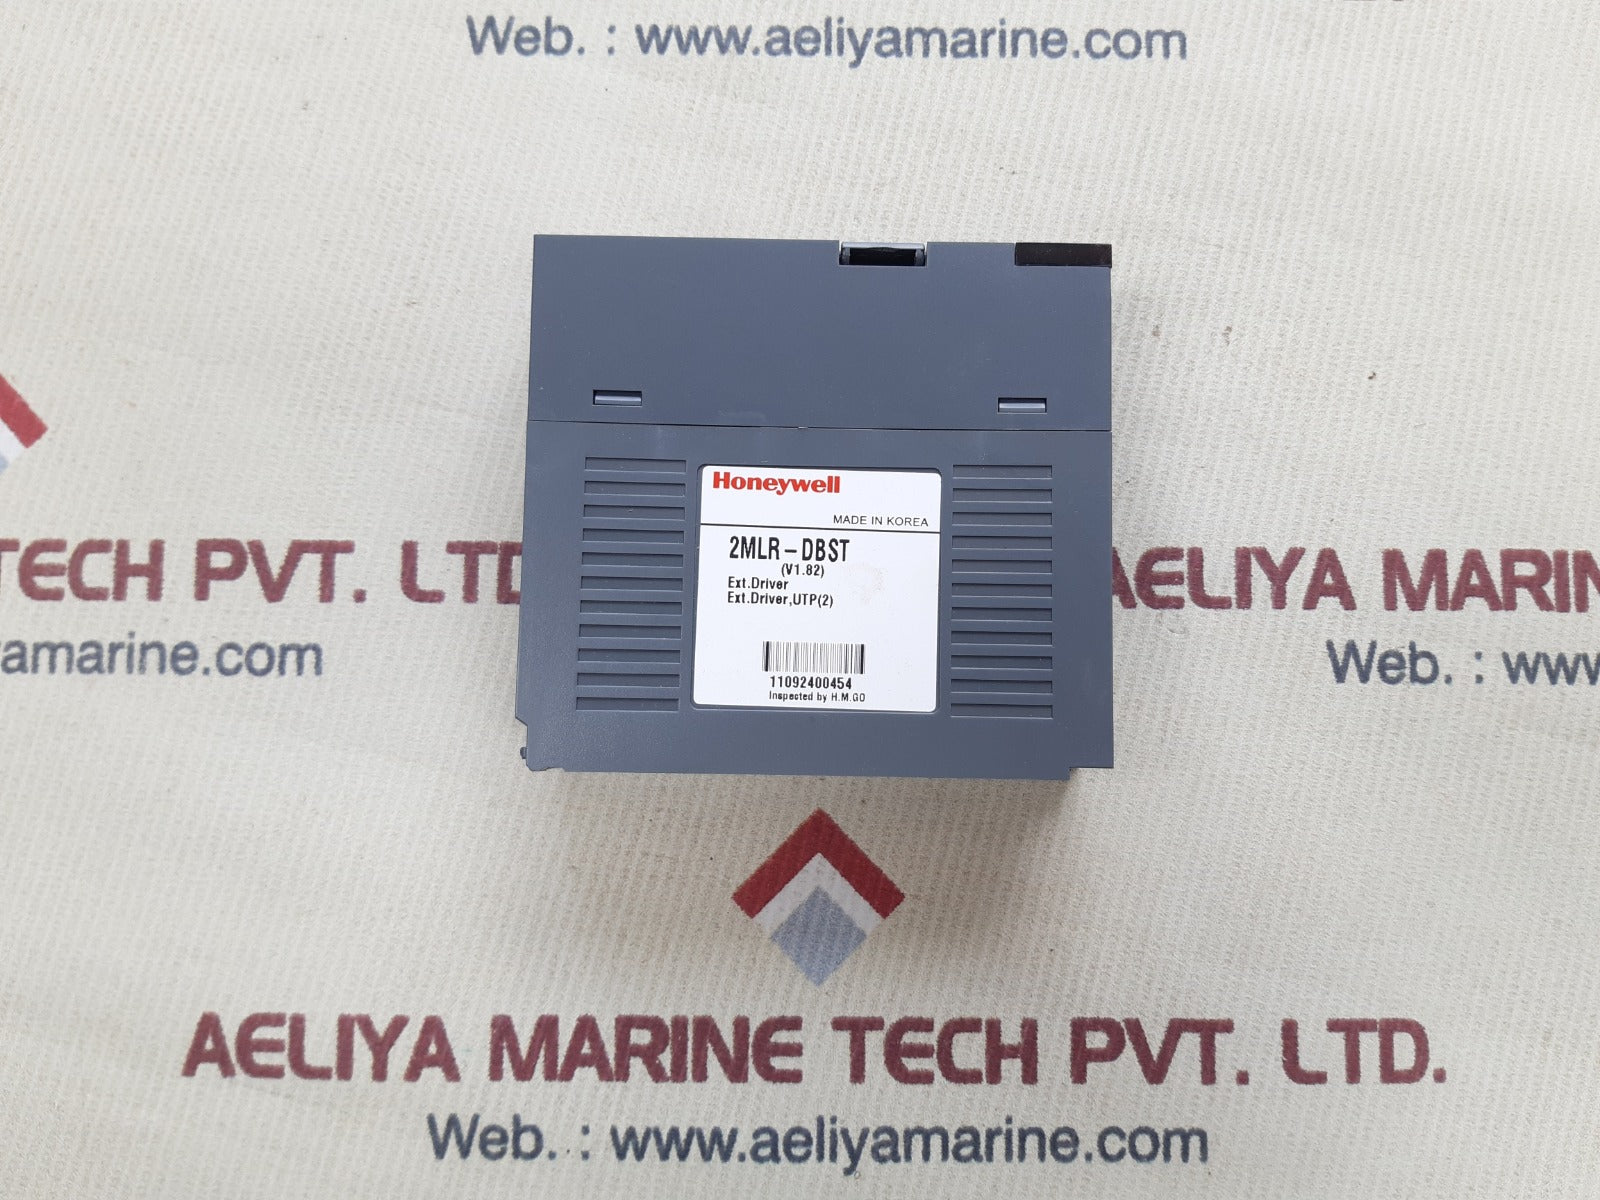 Web. : www.aeliyamarine.com
Honeywell
MADE IN KOREA
2MLR-DBST
(V1.82)
Ext.Driver
Ext.Driver,UTP(2)
11092400454
Inspected by H.M.GO
TECH PVT. LTD
AELIYA MARIN
yamarine.com
Web. : www
AELIYA MARINE TECH PVT. LTD.
Web. : www.aeliyamarine.com